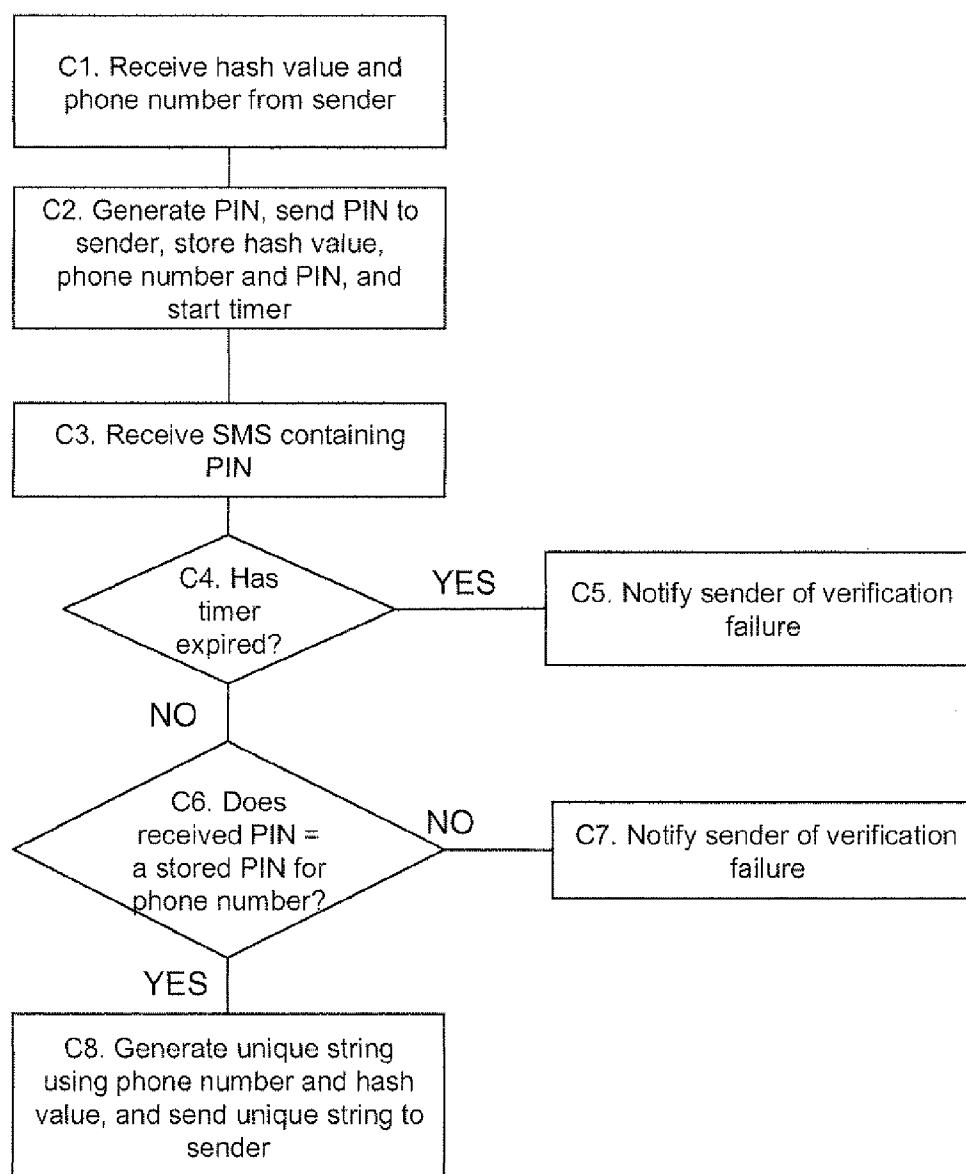 C1. Receive hash value and
phone number from sender
C2. Generate PIN, send PIN to
sender, store hash value,
phone number and PIN, and
start timer
C3. Receive SMS containing
PIN
C4. Has
timer
expired?
YES
C5. Notify sender of verification
failure
NO
C6. Does
received PIN =
a stored PIN for
phone number?
NO
C7. Notify sender of verification
failure
YES
C8. Generate unique string
using phone number and hash
value, and send unique string to
sender